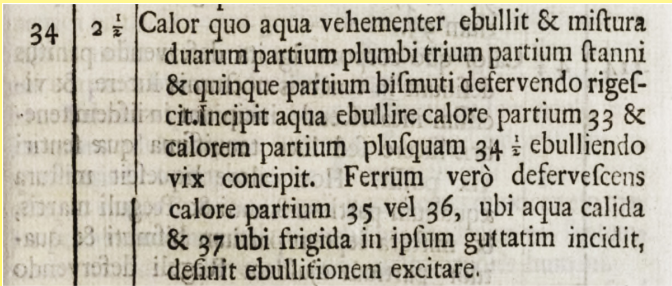 34 2 ½ Calor quo aqua vehementer ebullit & miſtura
duarum partium plumbi trium partium ſtanni
& quinque partium biſmuti defervendo rigeſ-
cit.Incipit aqua ebullire calore partium 33 &
calorem partium pluſquam 34 ½ ebulliendo
vix concipit. Ferrum verò deferveſcens
calore partium 35 vel 36, ubi aqua calida
& 37 ubi frigida in ipſum guttatim incidit,
deſinit ebullitionem excitare.